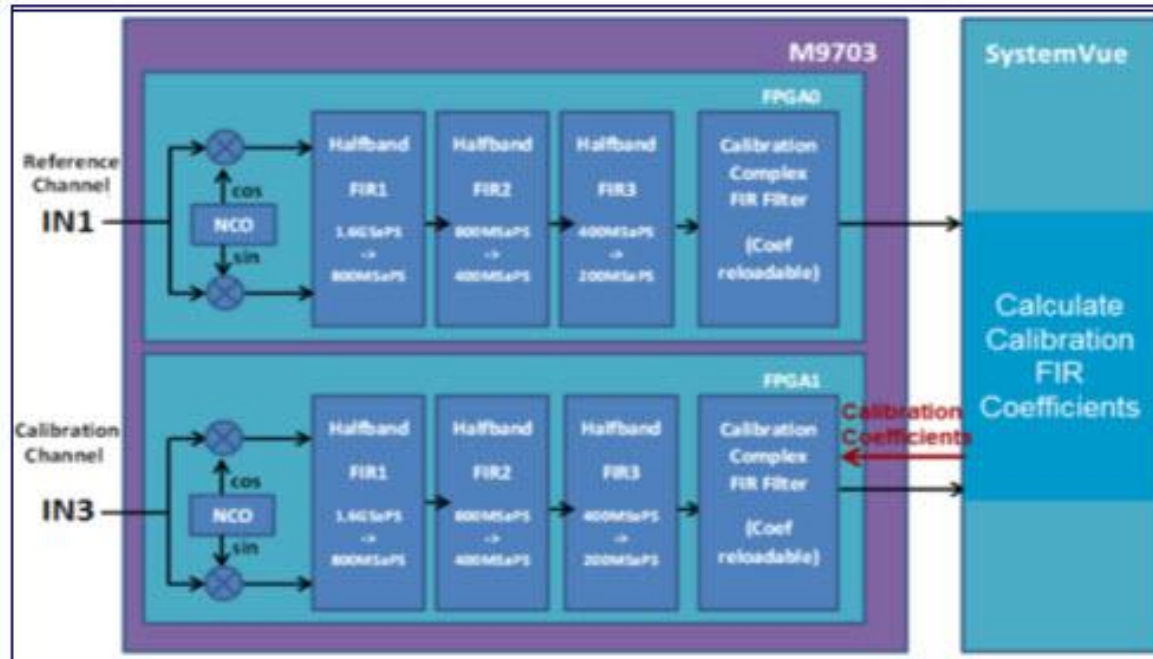 M9703
SystemVue
FPGA0
Reference
Channel
IN1
cos
NCO
sin
Halfband
FIR1
1.6GSaPS
->
800MSaPS
Halfband
FIR2
800MSaPS
->
400MSaPS
Halfband
FIR3
400MSaPS
->
200MSaPS
Calibration
Complex
FIR Filter
(Coef
reloadable)
Calculate
Calibration
FIR
Coefficients
FPGA1
Calibration
Channel
IN3
cos
NCO
sin
Halfband
FIR1
1.6GSaPS
->
800MSaPS
Halfband
FIR2
800MSaPS
->
400MSaPS
Halfband
FIR3
400MSaPS
->
200MSaPS
Calibration
Complex
FIR Filter
(Coef
reloadable)
Calibration
Coefficients